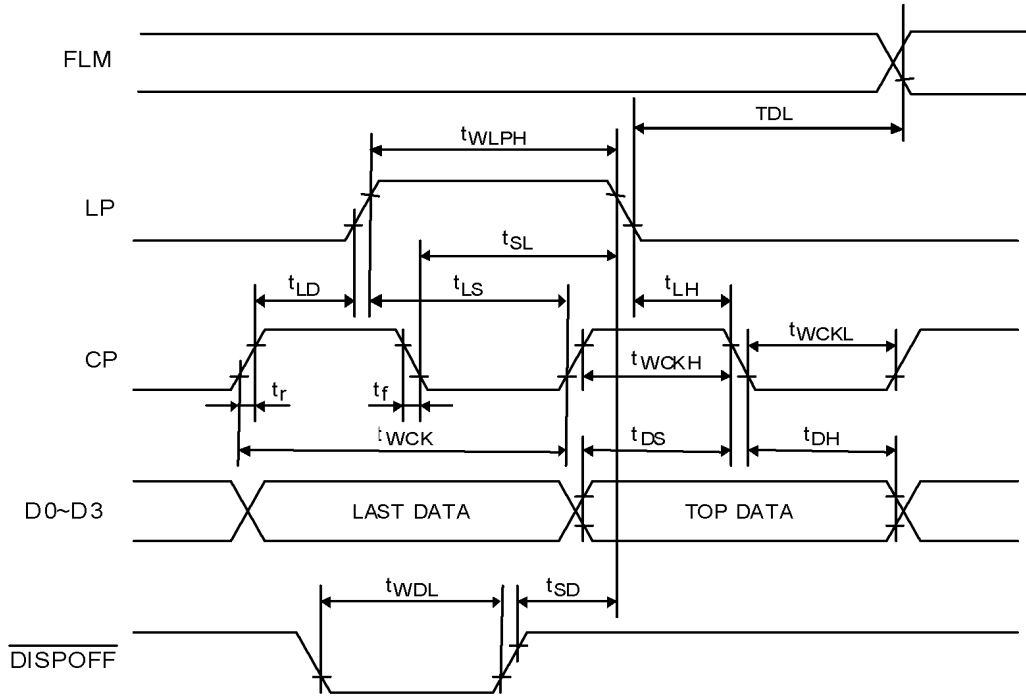 FLM
TDL
tWLPH
LP
tSL
tLD
tLS
tLH
tWCKL
CP
tWCKH
tr
tf
tWCK
tDS
tDH
D0~D3
LAST DATA
TOP DATA
tWDL
tSD
DISPOFF